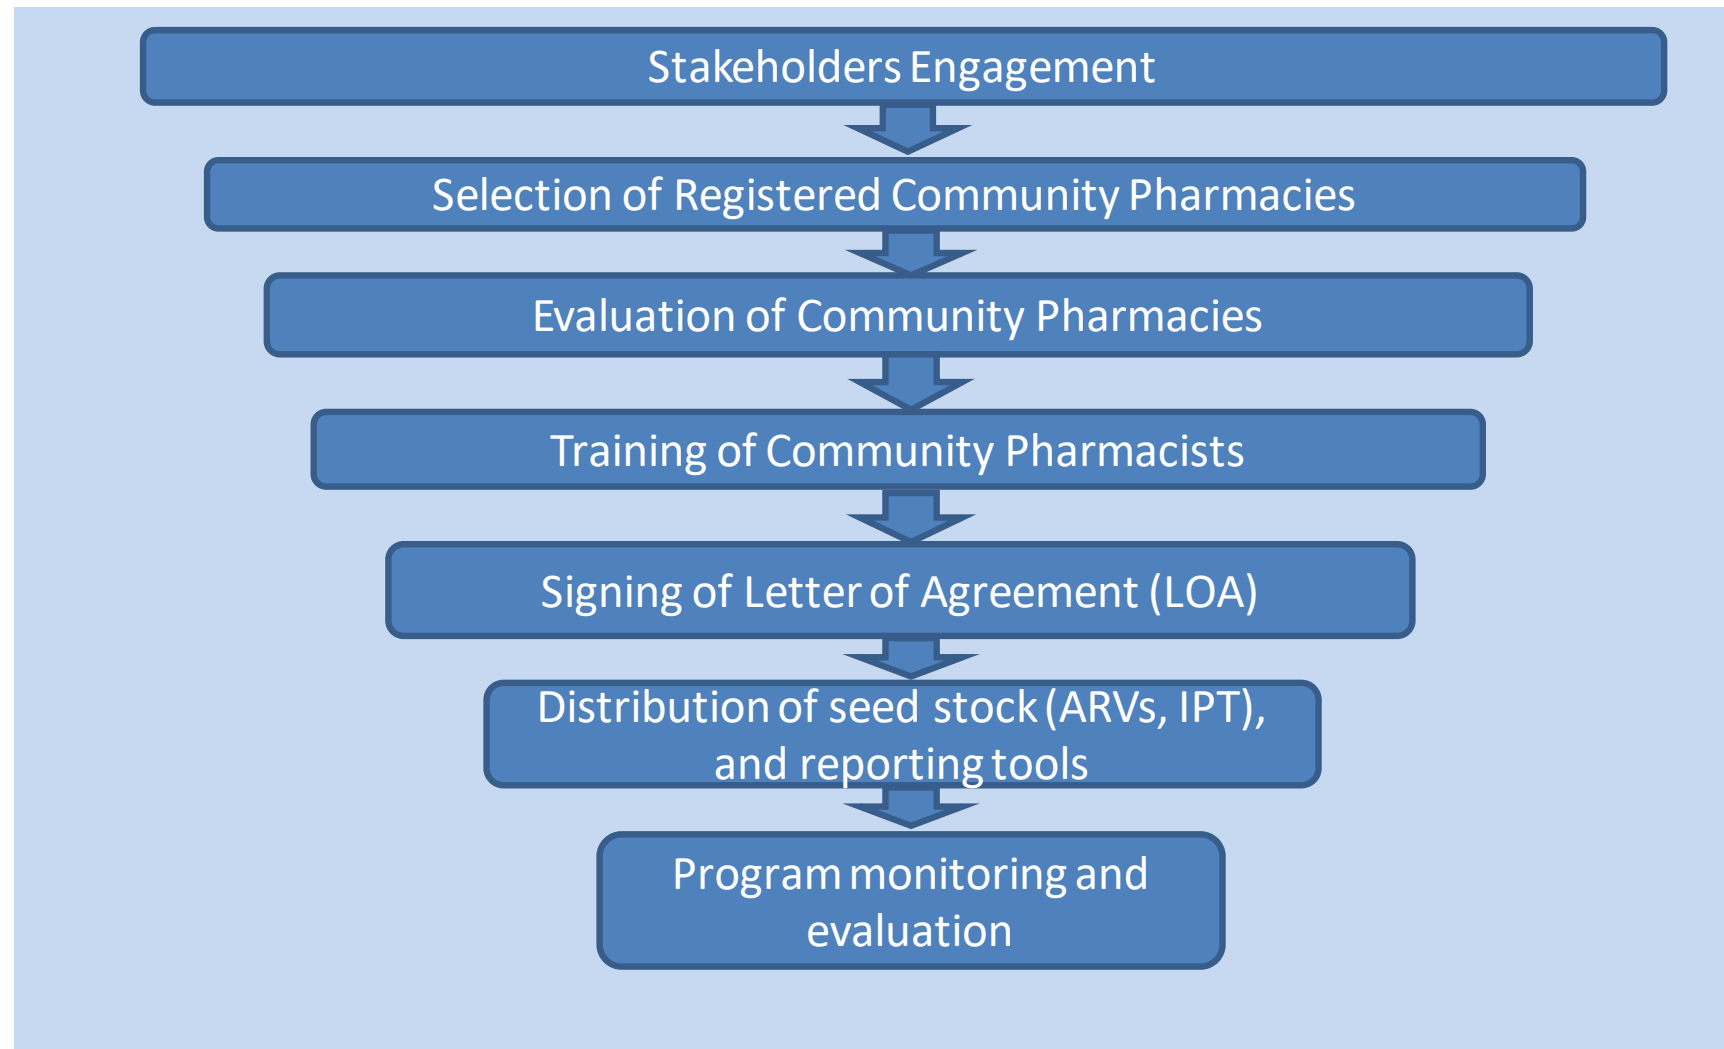 Stakeholders Engagement
Selection of Registered Community Pharmacies
Evaluation of Community Pharmacies
Training of Community Pharmacists
Signing of Letter of Agreement (LOA)
Distribution of seed stock (ARVs, IPT),
and reporting tools
Program monitoring and
evaluation